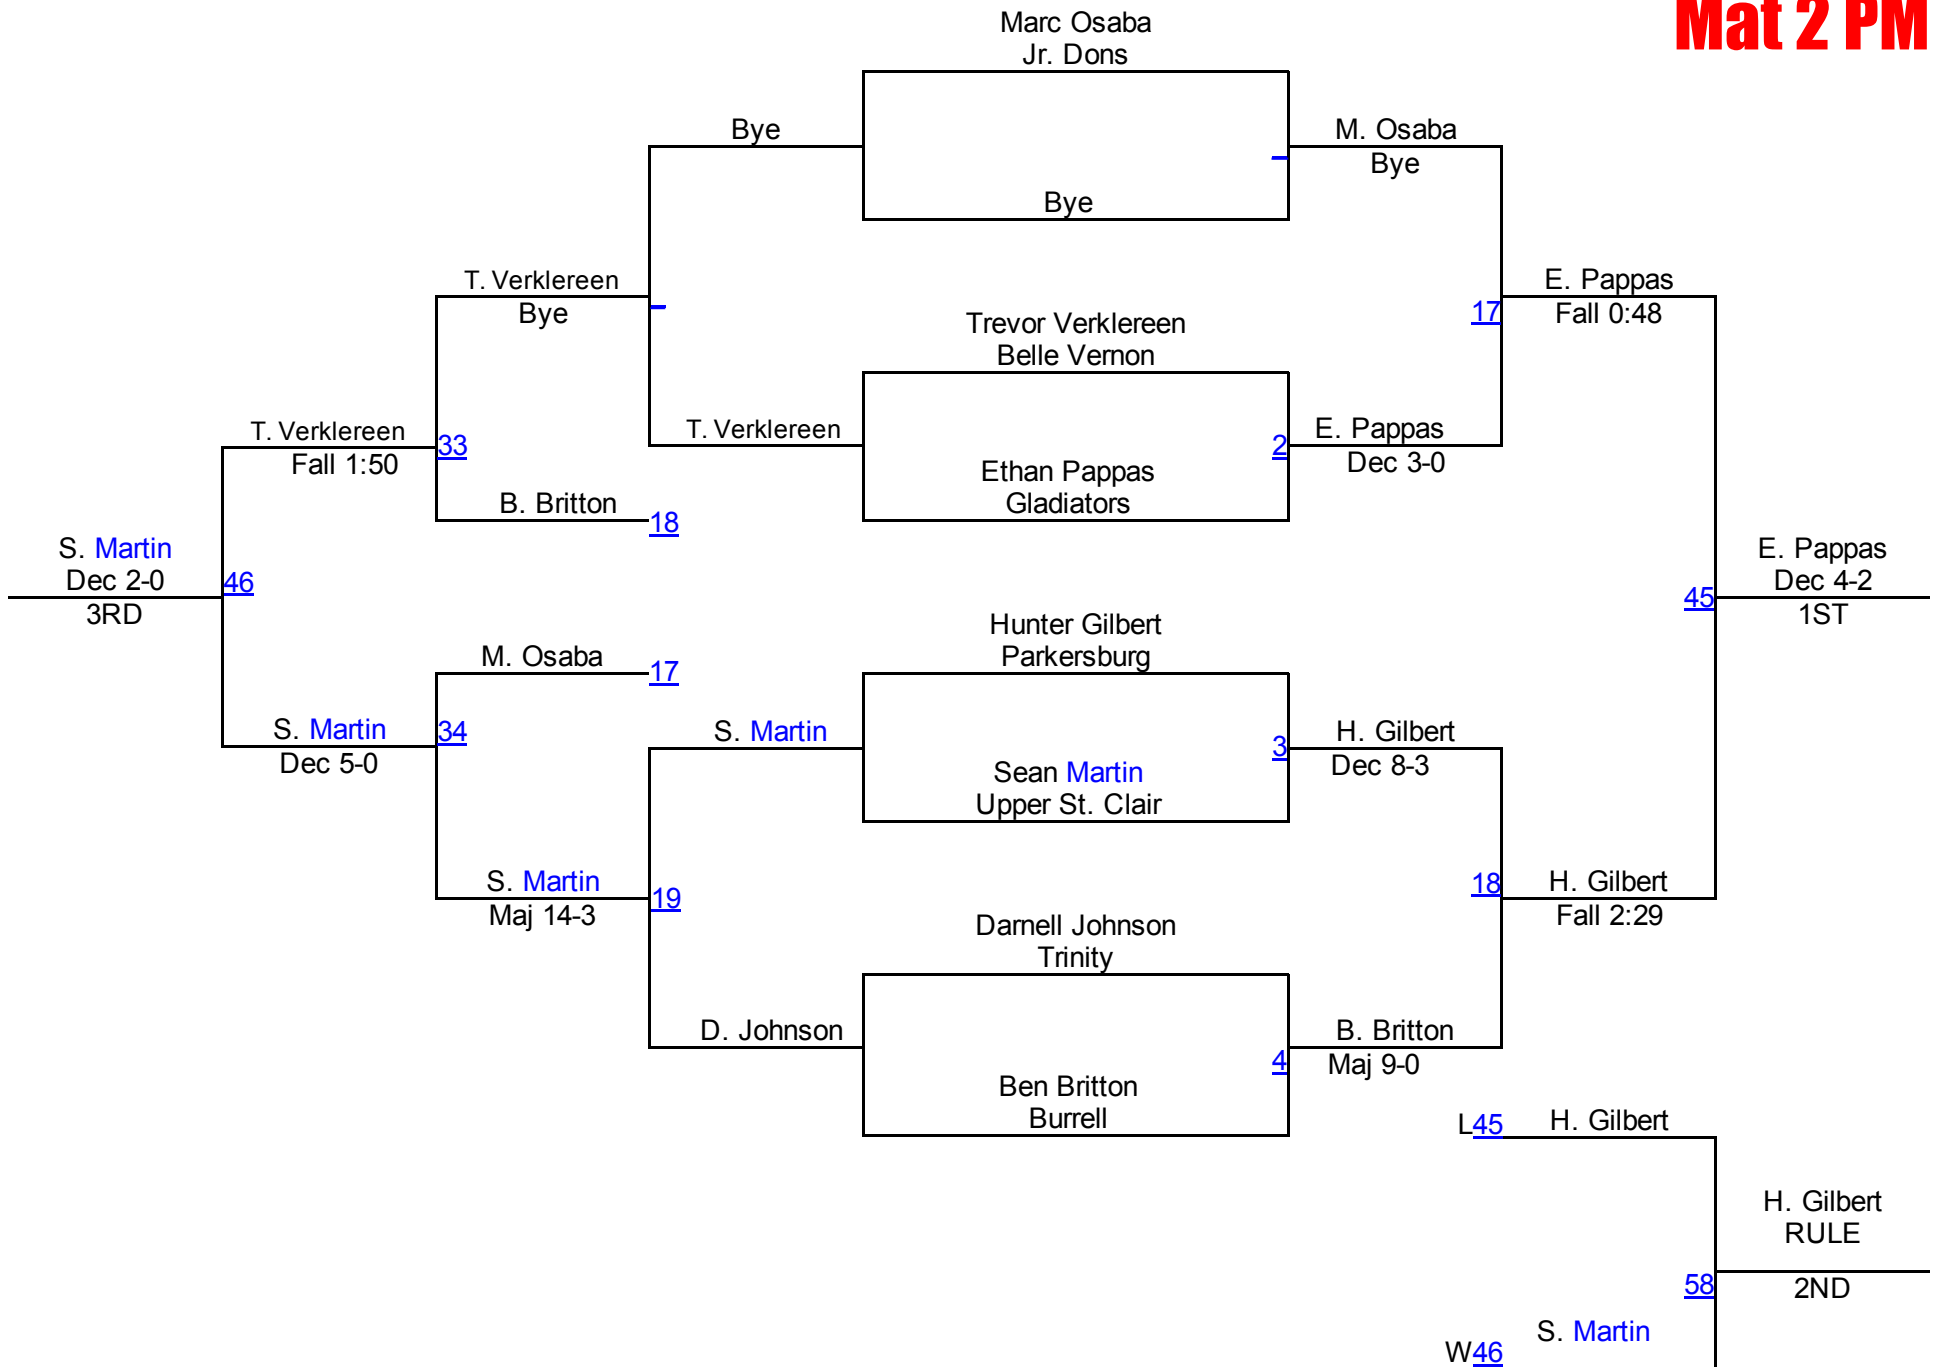 Mat 2 PM
Marc Osaba
Jr. Dons
Bye
M. Osaba
Bye
Bye
T. Verklereen
Bye
E. Pappas
Fall 0:48
17
Trevor Verklereen
Belle Vernon
T. Verklereen
Fall 1:50
33
T. Verklereen
2
E. Pappas
Dec 3-0
Ethan Pappas
Gladiators
B. Britton
18
S. Martin
Dec 2-0
3RD
46
E. Pappas
Dec 4-2
1ST
45
Hunter Gilbert
Parkersburg
M. Osaba
17
S. Martin
Dec 5-0
34
S. Martin
3
H. Gilbert
Dec 8-3
Sean Martin
Upper St. Clair
S. Martin
Maj 14-3
19
18
H. Gilbert
Fall 2:29
Darnell Johnson
Trinity
D. Johnson
4
B. Britton
Maj 9-0
Ben Britton
Burrell
L45
H. Gilbert
H. Gilbert
RULE
2ND
58
S. Martin
W46